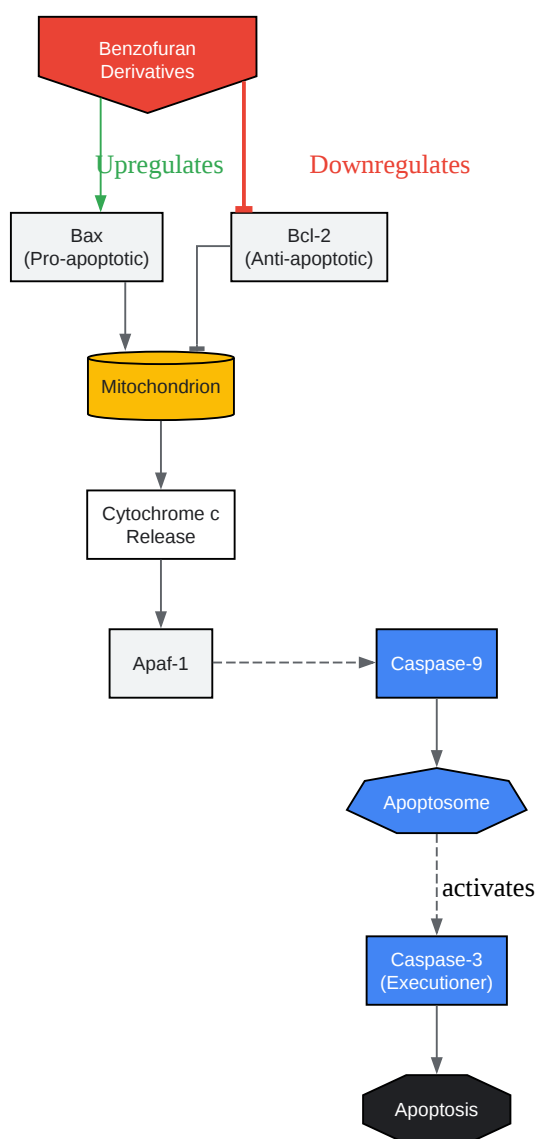 Benzofuran
Derivatives
Upregulates
Downregulates
Bax
(Pro-apoptotic)
Bcl-2
(Anti-apoptotic)
Mitochondrion
Cytochrome c
Release
Apaf-1
Caspase-9
Apoptosome
activates
Caspase-3
(Executioner)
Apoptosis